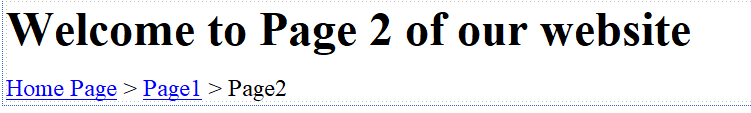 Welcome to Page 2 of our website
Home Page > Page1 > Page2